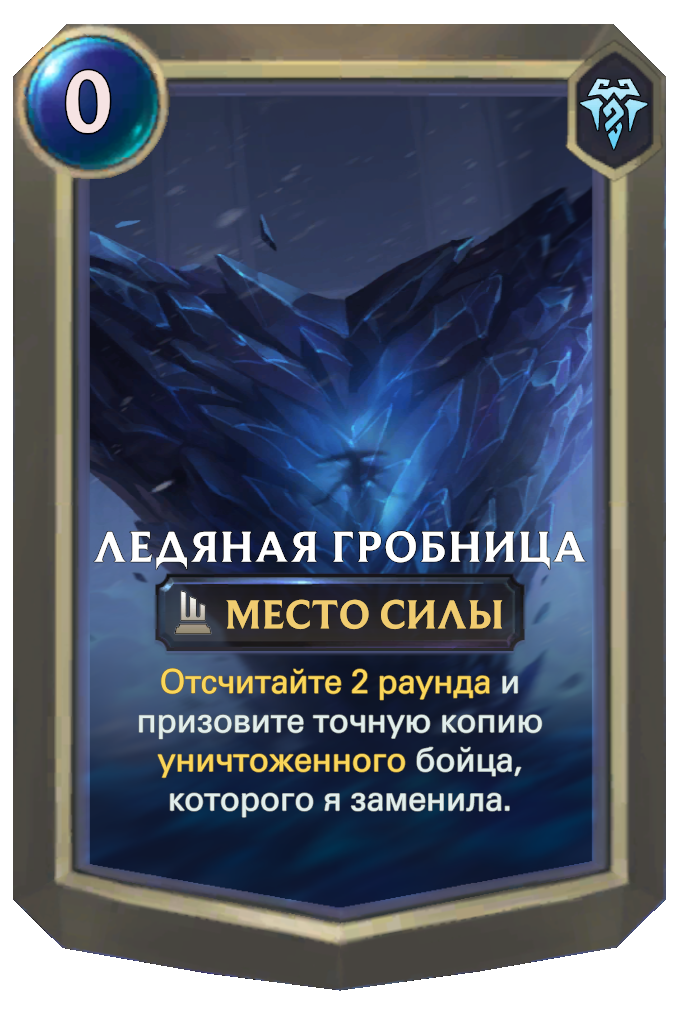 0
ЛЕДЯНАЯ ГРОБНИЦА
МЕСТО СИЛЫ
Отсчитайте 2 раунда и
призовите точную копию
уничтоженного бойца,
которого я заменила.